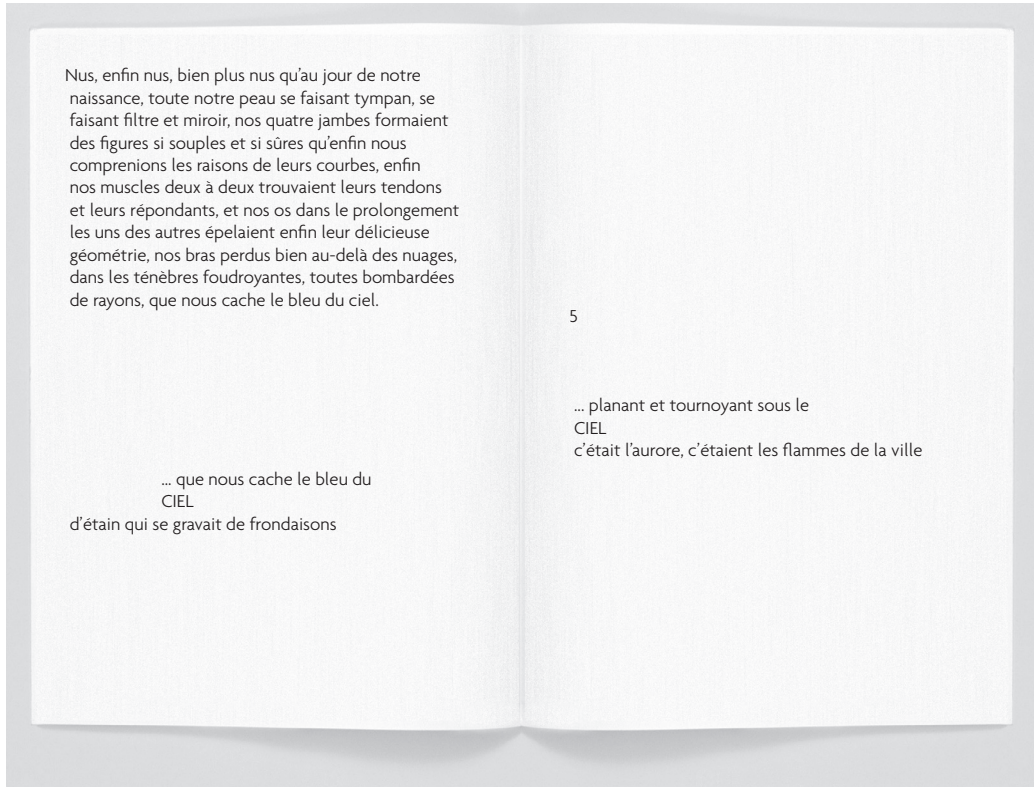 Nus, enfin nus, bien plus nus qu'au jour de notre
naissance, toute notre peau se faisant tympan, se
faisant filtre et miroir, nos quatre jambes formaient
des figures si souples et si sûres qu'enfin nous
comprenions les raisons de leurs courbes, enfin
nos muscles deux à deux trouvaient leurs tendons
et leurs répondants, et nos os dans le prolongement
les uns des autres épelaient enfin leur délicieuse
géométrie, nos bras perdus bien au-delà des nuages,
dans les ténèbres foudroyantes, toutes bombardées
de rayons, que nous cache le bleu du ciel.
... que nous cache le bleu du
CIEL
d'étain qui se gravait de frondaisons
5
... planant et tournoyant sous le
CIEL
c'était l'aurore, c'étaient les flammes de la ville